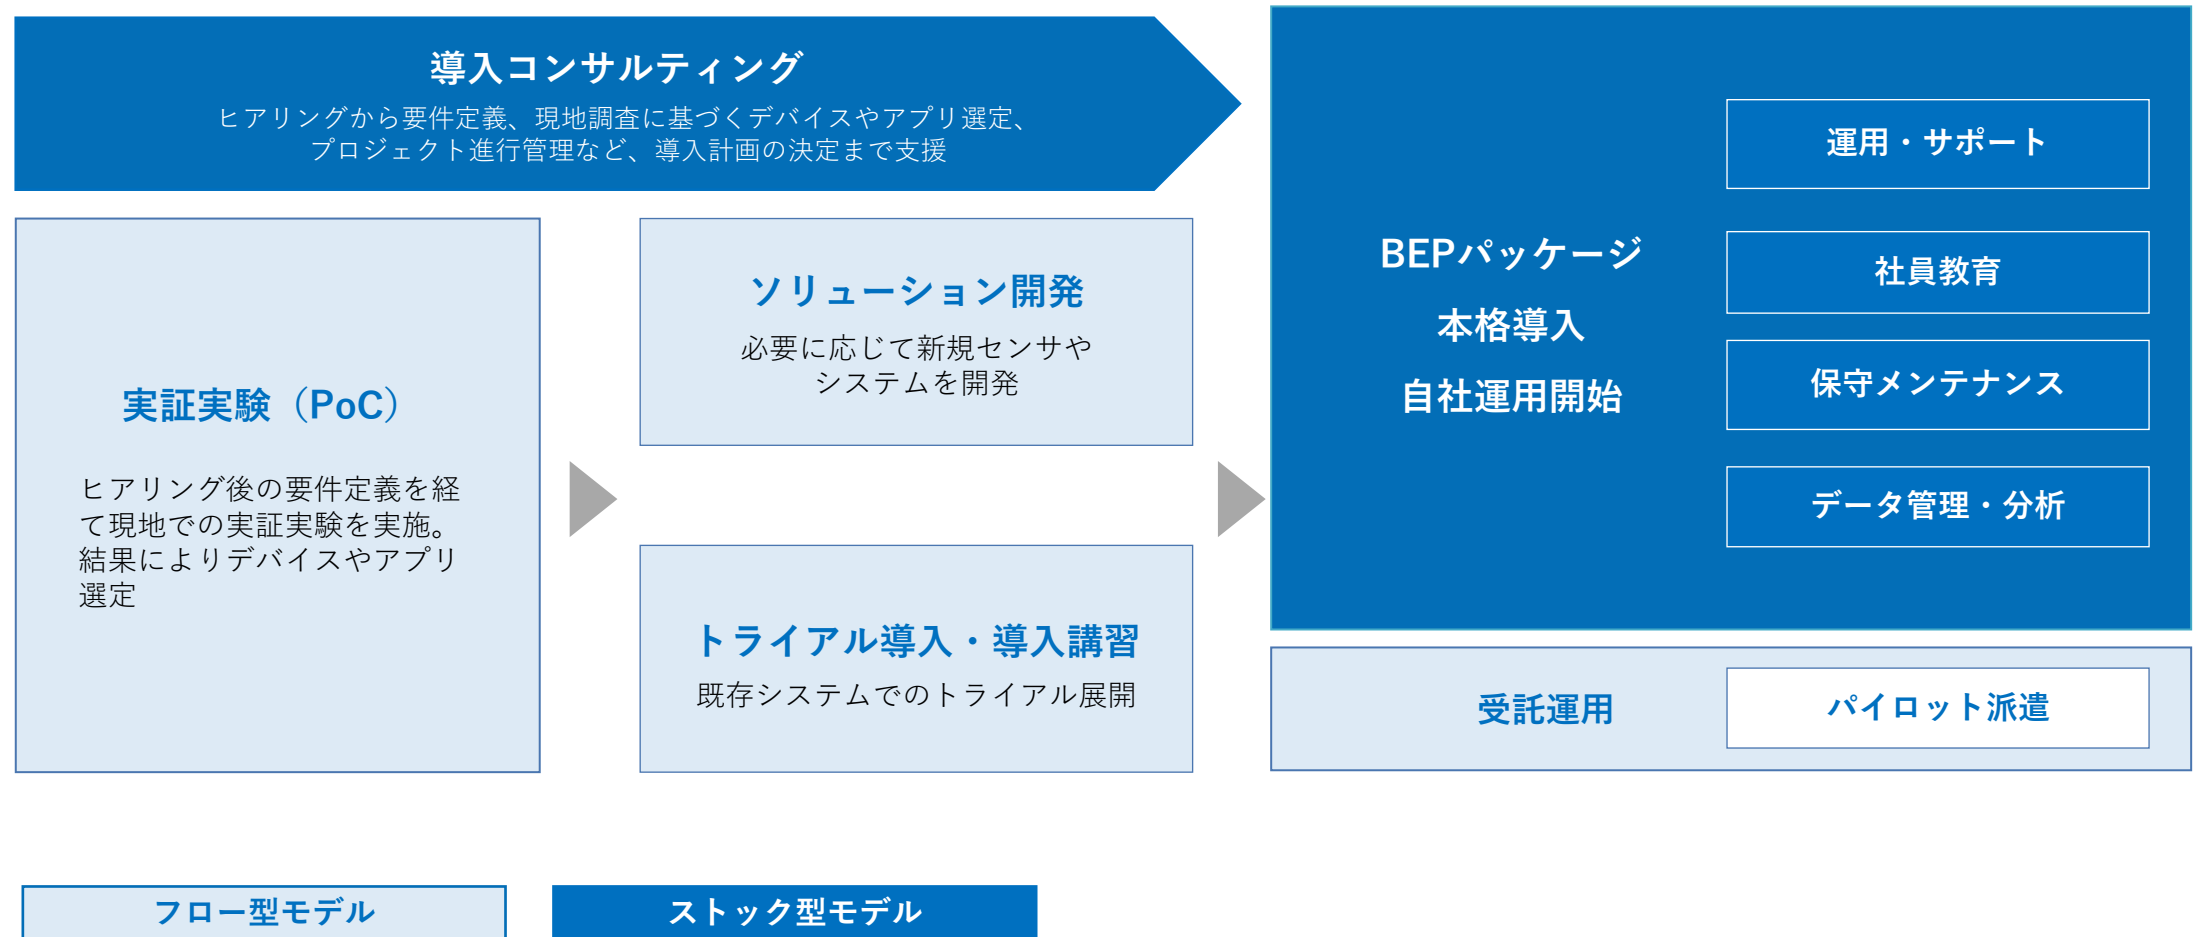 導入コンサルティング
ヒアリングから要件定義、現地調査に基づくデバイスやアプリ選定、
プロジェクト進行管理など、導入計画の決定まで支援
実証実験（PoC）
ヒアリング後の要件定義を経
て現地での実証実験を実施。
結果によりデバイスやアプリ
選定
ソリューション開発
必要に応じて新規センサや
システムを開発
トライアル導入・導入講習
既存システムでのトライアル展開
BEPパッケージ
本格導入
自社運用開始
運用・サポート
社員教育
保守メンテナンス
データ管理・分析
受託運用
パイロット派遣
フロー型モデル
ストック型モデル